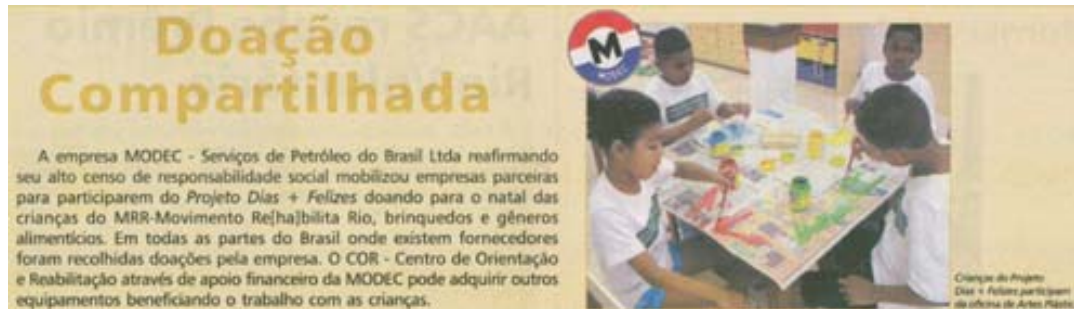 Doação
Compartilhada
A empresa MODEC - Serviços de Petróleo do Brasil Ltda reafirmando
seu alto censo de responsabilidade social mobilizou empresas parceiras
para participarem do Projeto Dias + Felizes doando para o natal das
crianças do MRR-Movimento Re[ha]bilita Rio, brinquedos e gêneros
alimentícios. Em todas as partes do Brasil onde existem fornecedores
foram recolhidas doações pela empresa. O COR - Centro de Orientação
e Reabilitação através de apoio financeiro da MODEC pode adquirir outros
equipamentos beneficiando o trabalho com as crianças.
M
MODEC
Crianças do Projeto
Dias + Felizes participam
da oficina de Artes